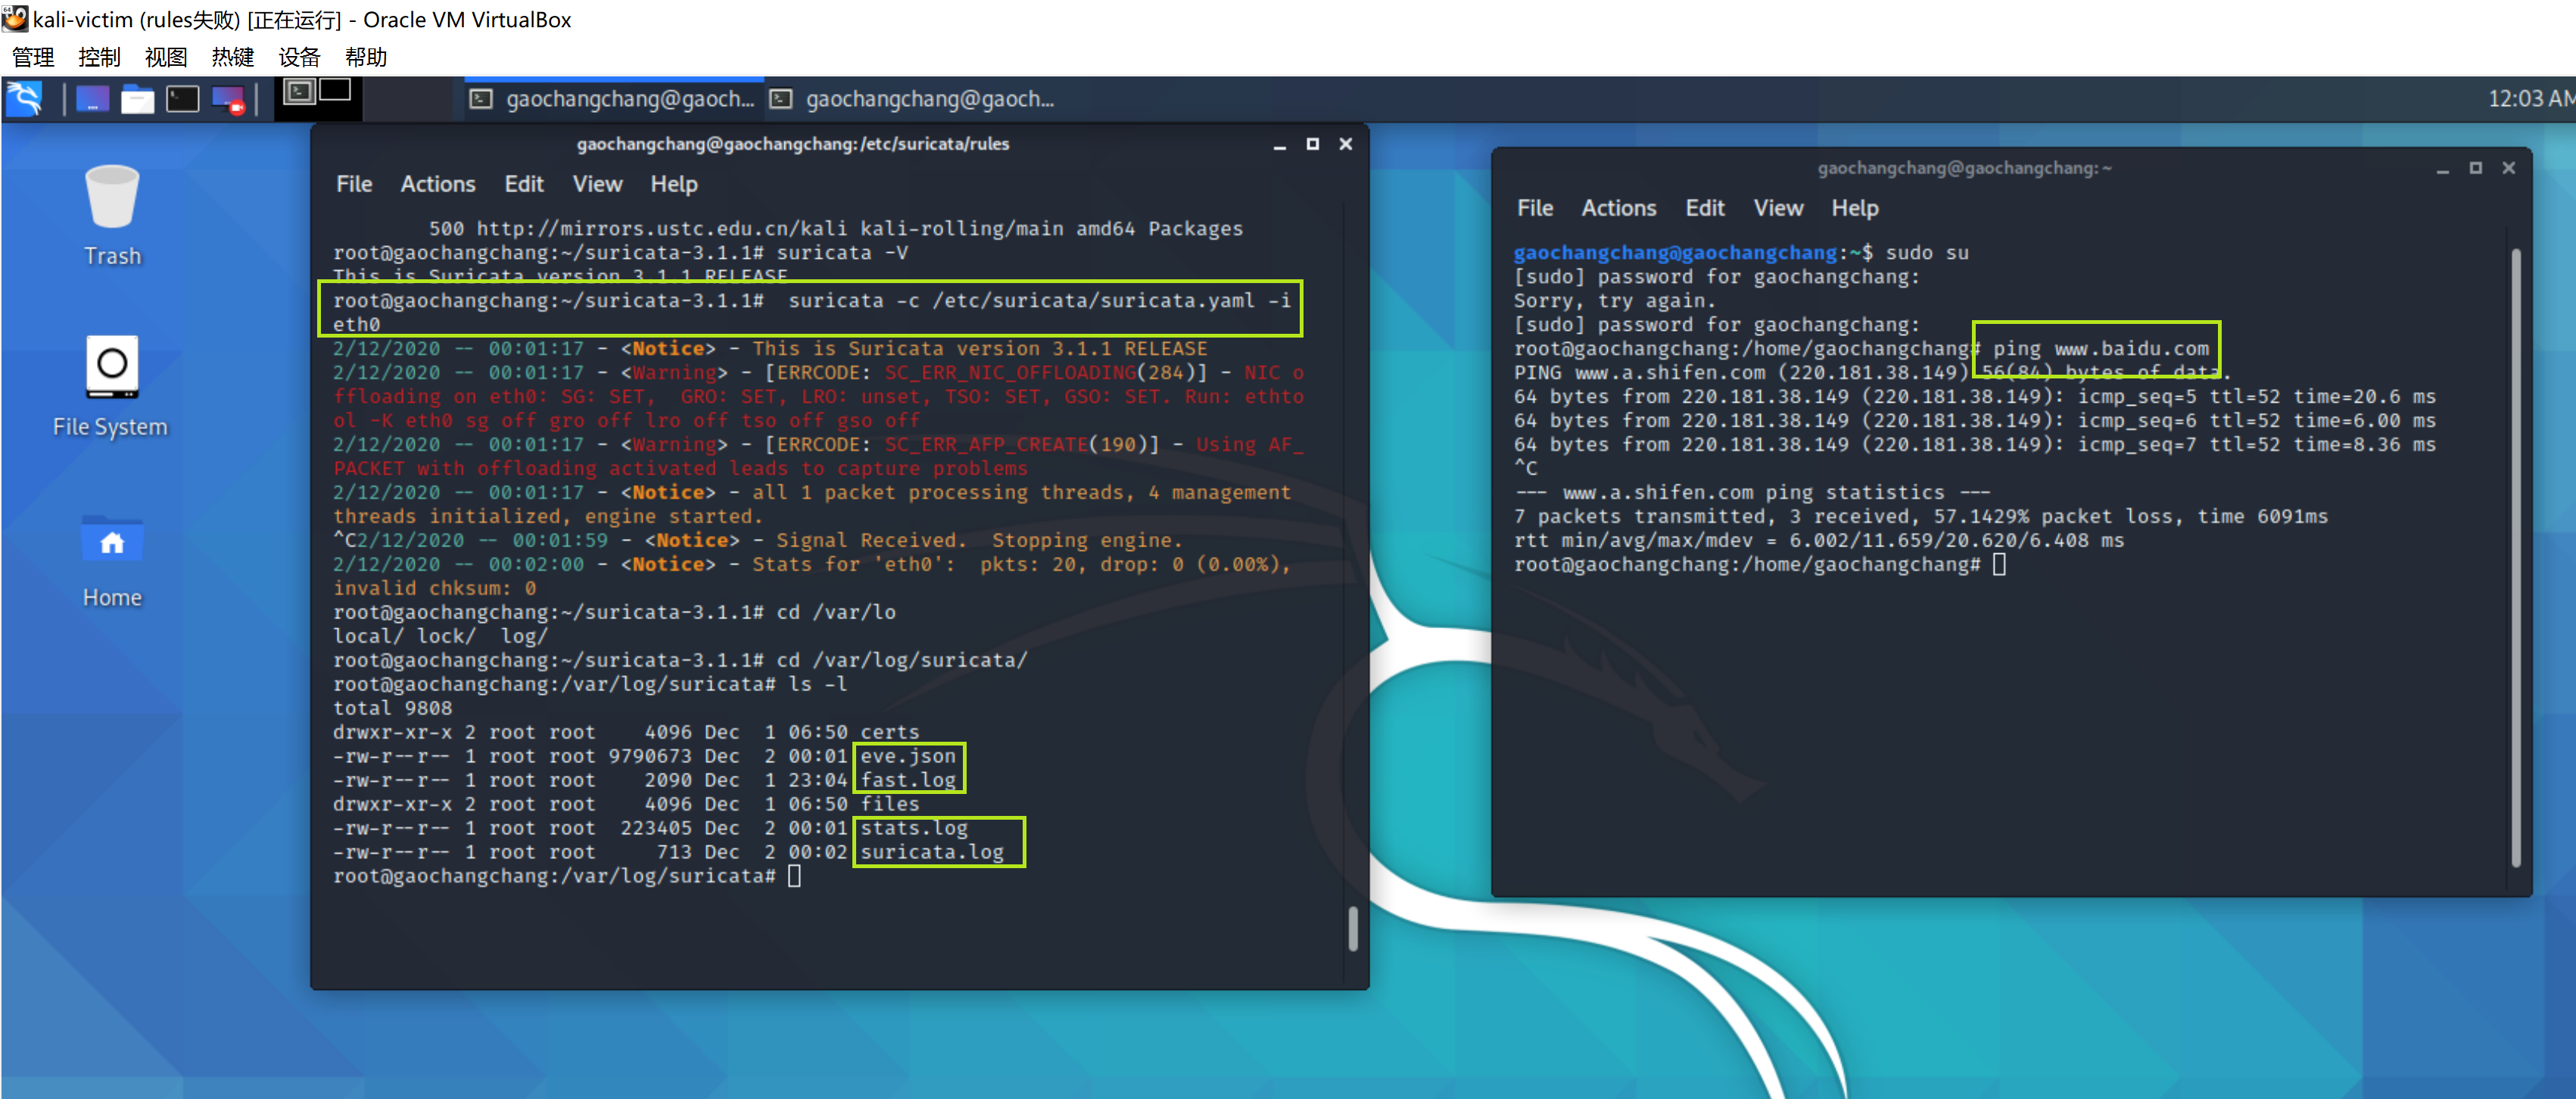 kali-victim (rules失败) [正在运行] - Oracle VM VirtualBox
管理 控制 视图 热键 设备 帮助
gaochangchang@gaoch... gaochangchang@gaoch... 12:03 AM
Trash
File System
Home
gaochangchang@gaochangchang:/etc/suricata/rules
File Actions Edit View Help
500 http://mirrors.ustc.edu.cn/kali kali-rolling/main amd64 Packages
root@gaochangchang:~/suricata-3.1.1# suricata -V
This is Suricata version 3.1.1 RELEASE
root@gaochangchang:~/suricata-3.1.1#  suricata -c /etc/suricata/suricata.yaml -i
eth0
2/12/2020 -- 00:01:17 - <Notice> - This is Suricata version 3.1.1 RELEASE
2/12/2020 -- 00:01:17 - <Warning> - [ERRCODE: SC_ERR_NIC_OFFLOADING(284)] - NIC o
ffloading on eth0: SG: SET,  GRO: SET, LRO: unset, TSO: SET, GSO: SET. Run: ethto
ol -K eth0 sg off gro off lro off tso off gso off
2/12/2020 -- 00:01:17 - <Warning> - [ERRCODE: SC_ERR_AFP_CREATE(190)] - Using AF_
PACKET with offloading activated leads to capture problems
2/12/2020 -- 00:01:17 - <Notice> - all 1 packet processing threads, 4 management
threads initialized, engine started.
^C2/12/2020 -- 00:01:59 - <Notice> - Signal Received.  Stopping engine.
2/12/2020 -- 00:02:00 - <Notice> - Stats for 'eth0':  pkts: 20, drop: 0 (0.00%),
invalid chksum: 0
root@gaochangchang:~/suricata-3.1.1# cd /var/lo
local/ lock/  log/
root@gaochangchang:~/suricata-3.1.1# cd /var/log/suricata/
root@gaochangchang:/var/log/suricata# ls -l
total 9808
drwxr-xr-x 2 root root    4096 Dec  1 06:50 certs
-rw-r--r-- 1 root root 9790673 Dec  2 00:01 eve.json
-rw-r--r-- 1 root root    2090 Dec  1 23:04 fast.log
drwxr-xr-x 2 root root    4096 Dec  1 06:50 files
-rw-r--r-- 1 root root  223405 Dec  2 00:01 stats.log
-rw-r--r-- 1 root root     713 Dec  2 00:02 suricata.log
root@gaochangchang:/var/log/suricata#
gaochangchang@gaochangchang:~
File Actions Edit View Help
gaochangchang@gaochangchang:~$ sudo su
[sudo] password for gaochangchang:
Sorry, try again.
[sudo] password for gaochangchang:
root@gaochangchang:/home/gaochangchang# ping www.baidu.com
PING www.a.shifen.com (220.181.38.149) 56(84) bytes of data.
64 bytes from 220.181.38.149 (220.181.38.149): icmp_seq=5 ttl=52 time=20.6 ms
64 bytes from 220.181.38.149 (220.181.38.149): icmp_seq=6 ttl=52 time=6.00 ms
64 bytes from 220.181.38.149 (220.181.38.149): icmp_seq=7 ttl=52 time=8.36 ms
^C
--- www.a.shifen.com ping statistics ---
7 packets transmitted, 3 received, 57.1429% packet loss, time 6091ms
rtt min/avg/max/mdev = 6.002/11.659/20.620/6.408 ms
root@gaochangchang:/home/gaochangchang#